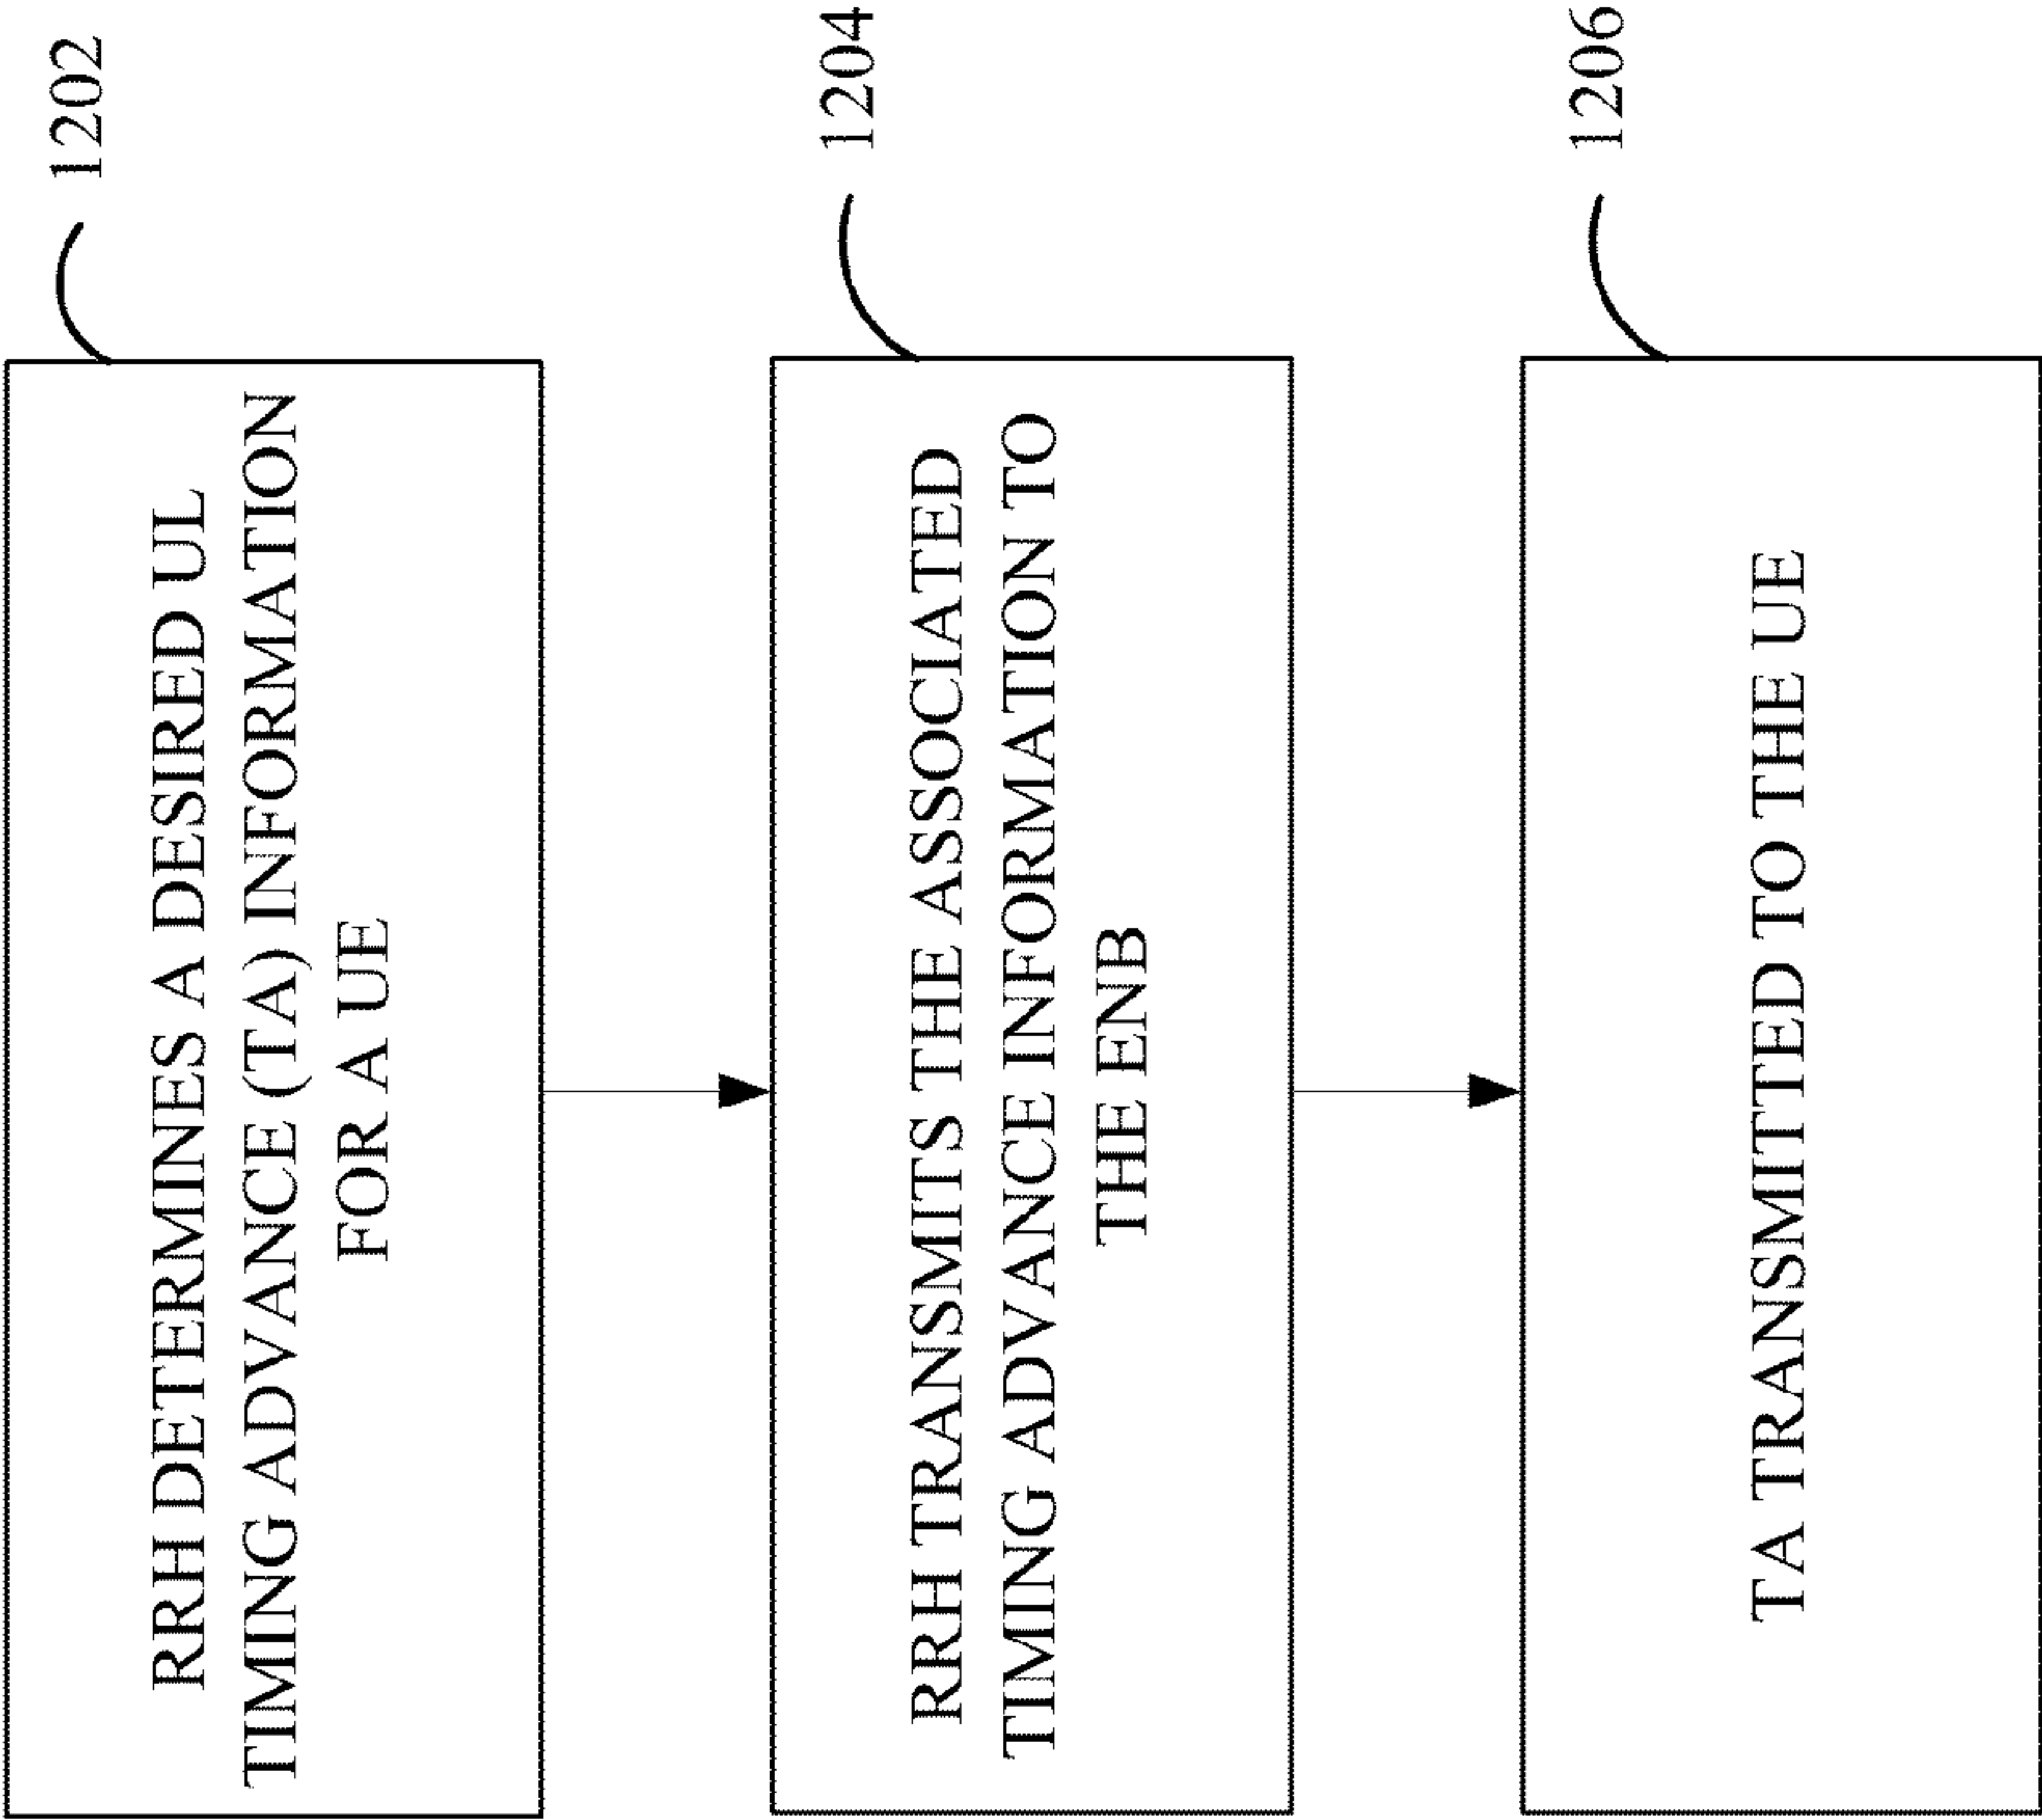 1202
RRH DETERMINES A DESIRED UL
TIMING ADVANCE (TA) INFORMATION
FOR A UE
1204
RRH TRANSMITS THE ASSOCIATED
TIMING ADVANCE INFORMATION TO
THE ENB
1206
TA TRANSMITTED TO THE UE